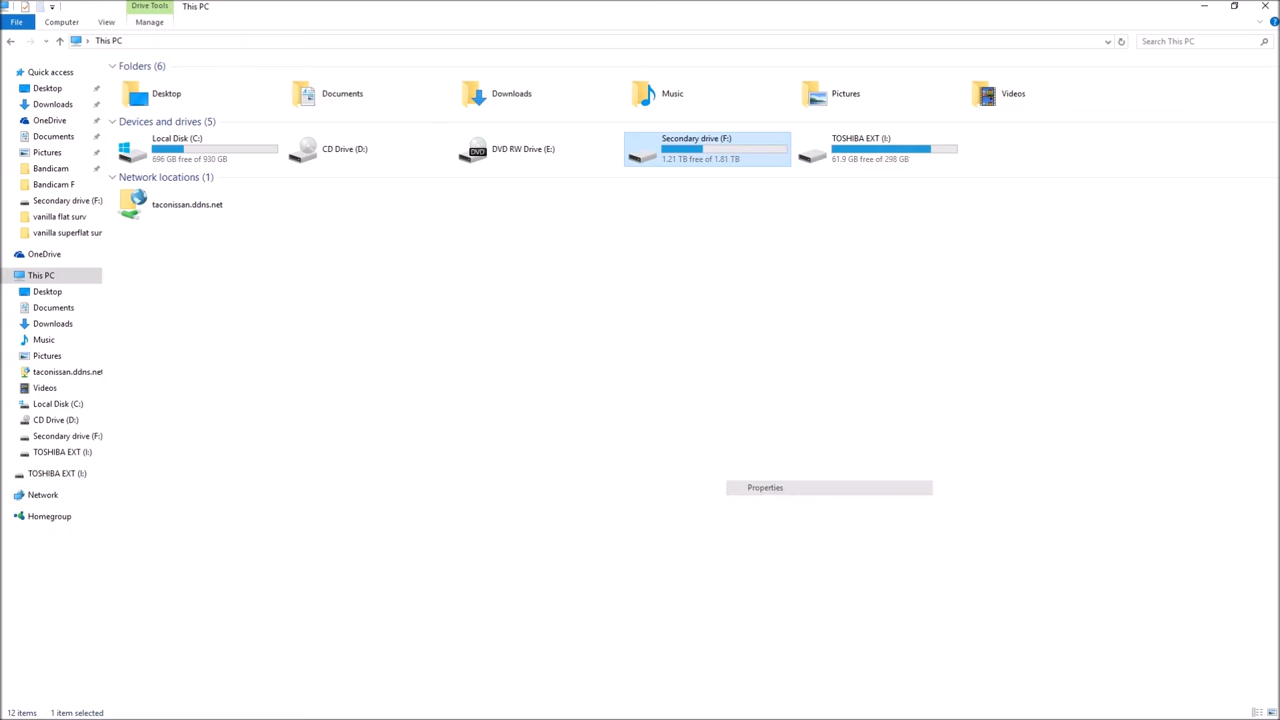 Drive Tools
This PC
File
Computer
View
Manage
This PC
Search This PC
Quick access
Desktop
Downloads
OneDrive
Documents
Pictures
Bandicam
Bandicam F
Secondary drive (F:)
vanilla flat surv
vanilla superflat sur
OneDrive
This PC
Desktop
Documents
Downloads
Music
Pictures
taconissan.ddns.net
Videos
Local Disk (C:)
CD Drive (D:)
Secondary drive (F:)
TOSHIBA EXT (I:)
TOSHIBA EXT (I:)
Network
Homegroup
Folders (6)
Desktop
Documents
Downloads
Music
Pictures
Videos
Devices and drives (5)
Local Disk (C:)
696 GB free of 930 GB
CD Drive (D:)
DVD
DVD RW Drive (E:)
Secondary drive (F:)
1.21 TB free of 1.81 TB
TOSHIBA EXT (I:)
61.9 GB free of 298 GB
Network locations (1)
taconissan.ddns.net
Properties
12 items
1 item selected